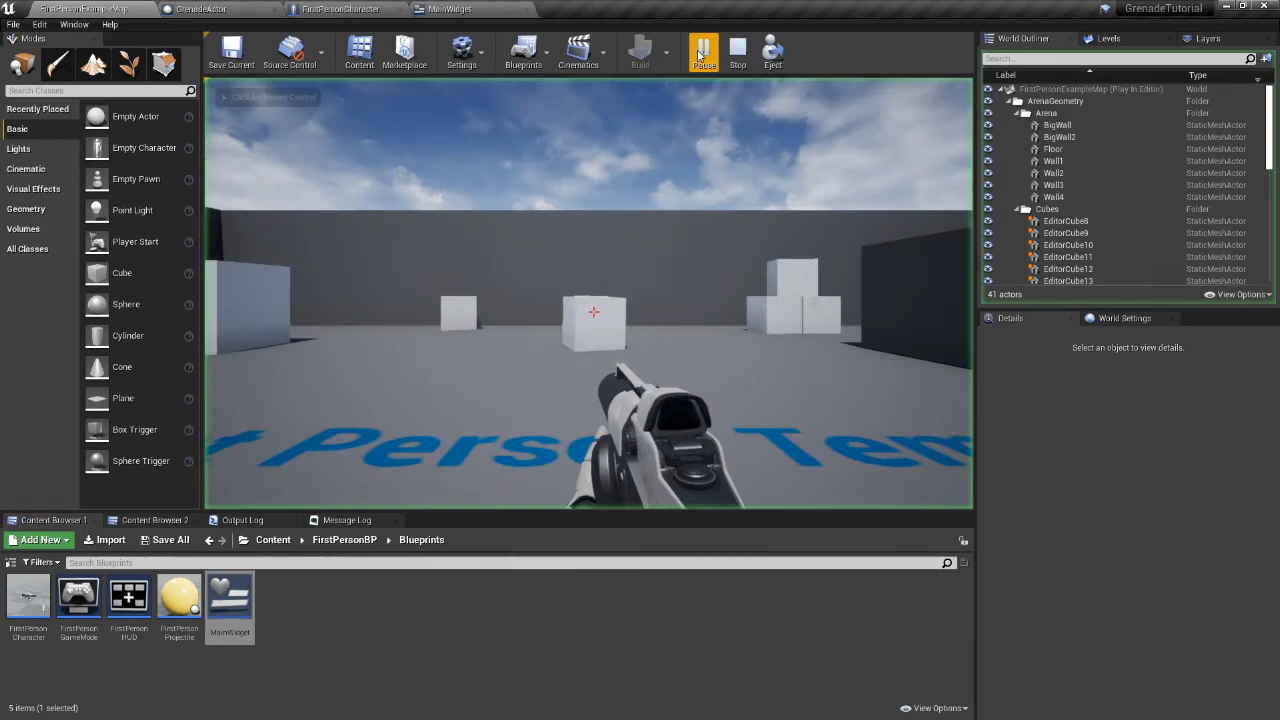 FirstPersonExampleMap
GrenadeActor
FirstPersonCharacter
MainWidget
GrenadeTutorial
File Edit Window Help
Modes
Save Current
Source Control
Content
Marketplace
Settings
Blueprints
Cinematics
Build
Pause
Stop
Eject
Search Classes
Recently Placed
Basic
Lights
Cinematic
Visual Effects
Geometry
Volumes
All Classes
Empty Actor
Empty Character
Empty Pawn
Point Light
Player Start
Cube
Sphere
Cylinder
Cone
Plane
Box Trigger
Sphere Trigger
Click for Mouse Control
t Person Tem
World Outliner
Levels
Layers
Search...
Label Type
FirstPersonExampleMap (Play In Editor) World
ArenaGeometry Folder
Arena Folder
BigWall StaticMeshActor
BigWall2 StaticMeshActor
Floor StaticMeshActor
Wall1 StaticMeshActor
Wall2 StaticMeshActor
Wall3 StaticMeshActor
Wall4 StaticMeshActor
Cubes Folder
EditorCube8 StaticMeshActor
EditorCube9 StaticMeshActor
EditorCube10 StaticMeshActor
EditorCube11 StaticMeshActor
EditorCube12 StaticMeshActor
EditorCube13 StaticMeshActor
41 actors
View Options
Details
World Settings
Select an object to view details.
Content Browser 1
Content Browser 2
Output Log
Message Log
Add New
Import
Save All
Content
FirstPersonBP
Blueprints
Filters
Search Blueprints
FirstPerson
Character
FirstPerson
GameMode
FirstPerson
HUD
FirstPerson
Projectile
MainWidget
5 items (1 selected)
View Options